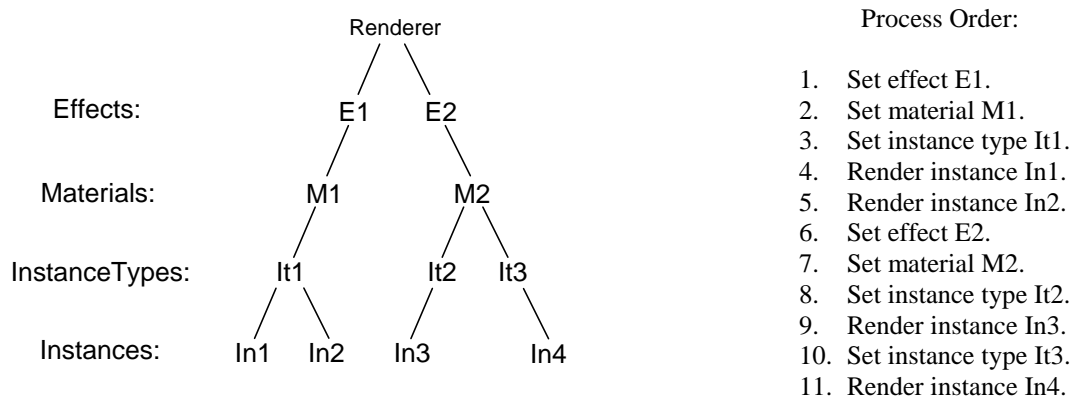 Renderer
Effects: E1 E2
Materials: M1 M2
InstanceTypes: It1 It2 It3
Instances: In1 In2 In3 In4
Process Order:
1. Set effect E1.
2. Set material M1.
3. Set instance type It1.
4. Render instance In1.
5. Render instance In2.
6. Set effect E2.
7. Set material M2.
8. Set instance type It2.
9. Render instance In3.
10. Set instance type It3.
11. Render instance In4.